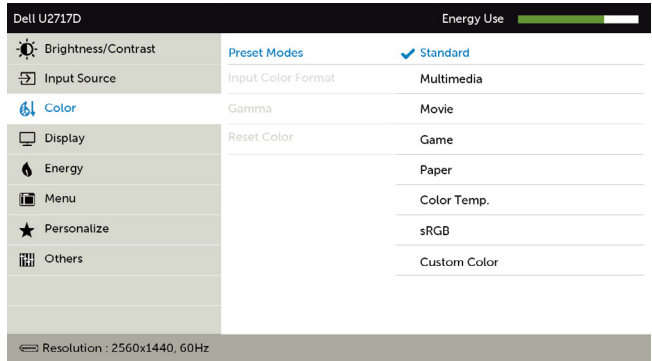 Dell U2717D
Energy Use
Brightness/Contrast
Input Source
Color
Display
Energy
Menu
Personalize
Others
Preset Modes
Input Color Format
Gamma
Reset Color
Standard
Multimedia
Movie
Game
Paper
Color Temp.
sRGB
Custom Color
Resolution : 2560x1440, 60Hz